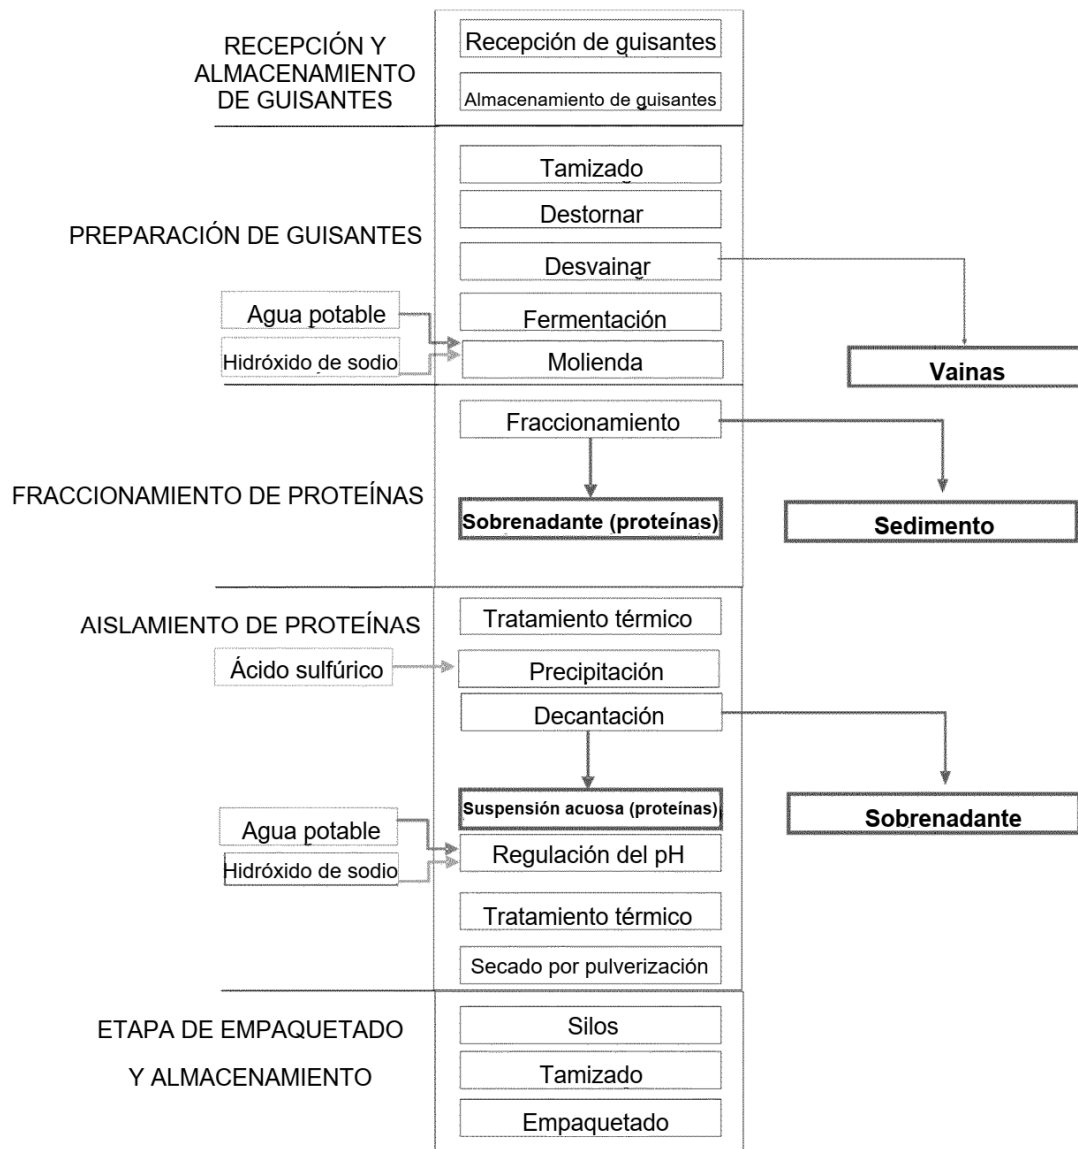 RECEPCIÓN Y
ALMACENAMIENTO
DE GUISANTES
Recepción de guisantes
Almacenamiento de guisantes
PREPARACIÓN DE GUISANTES
Tamizado
Destornar
Desvainar
Vainas
Fermentación
Agua potable
Hidróxido de sodio
Molienda
FRACCIONAMIENTO DE PROTEÍNAS
Fraccionamiento
Sobrenadante (proteínas)
Sedimento
AISLAMIENTO DE PROTEÍNAS
Tratamiento térmico
Ácido sulfúrico
Precipitación
Decantación
Suspensión acuosa (proteínas)
Sobrenadante
Agua potable
Hidróxido de sodio
Regulación del pH
Tratamiento térmico
Secado por pulverización
ETAPA DE EMPAQUETADO
Y ALMACENAMIENTO
Silos
Tamizado
Empaquetado